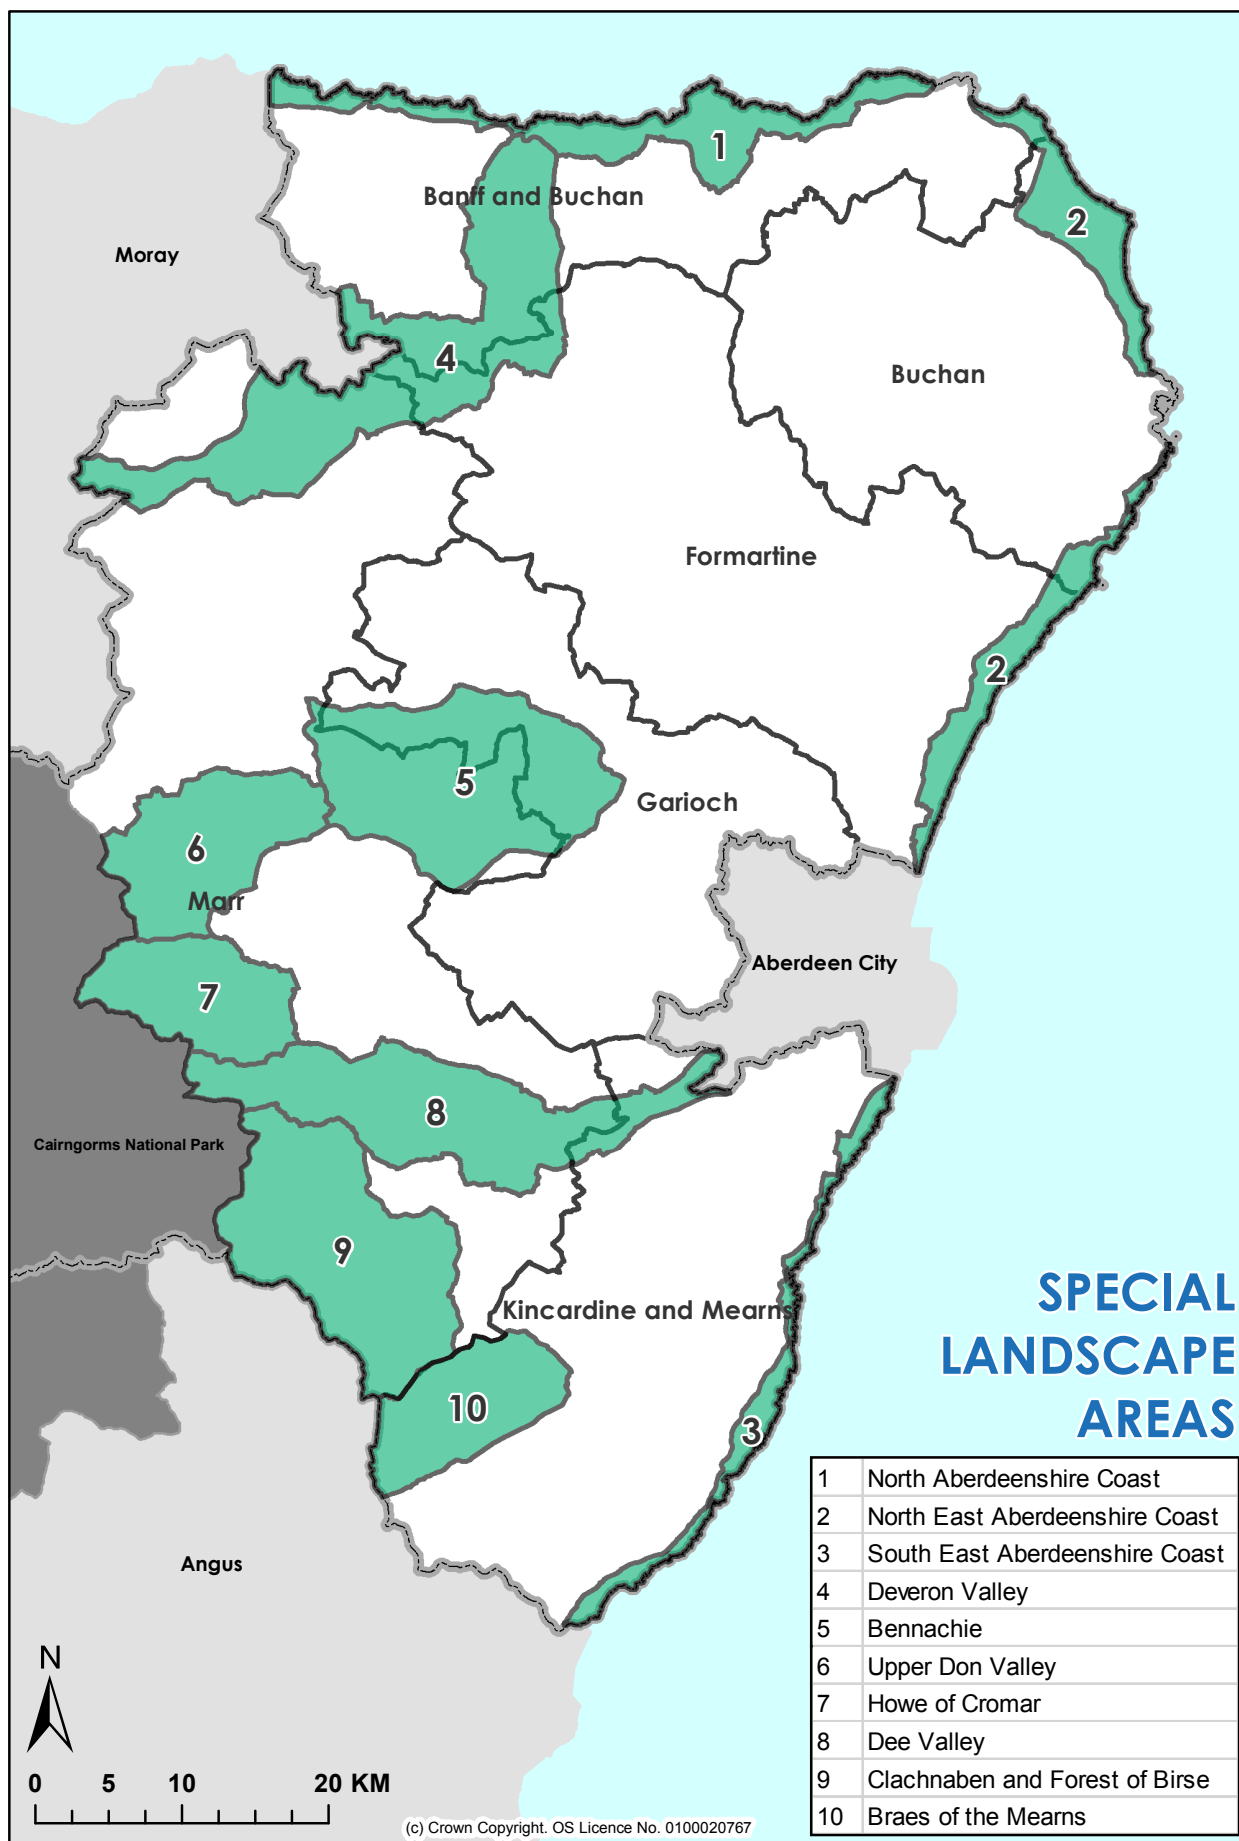 1
Banff and Buchan
2
Moray
4
Buchan
Formartine
2
5
Garioch
6
Marr
Aberdeen City
7
8
Cairngorms National Park
9
Kincardine and Mearns
10
3
Angus
SPECIAL
LANDSCAPE
AREAS
1 North Aberdeenshire Coast
2 North East Aberdeenshire Coast
3 South East Aberdeenshire Coast
4 Deveron Valley
5 Bennachie
6 Upper Don Valley
7 Howe of Cromar
8 Dee Valley
9 Clachnaben and Forest of Birse
10 Braes of the Mearns
N
0 5 10 20 KM
(c) Crown Copyright. OS Licence No. 0100020767